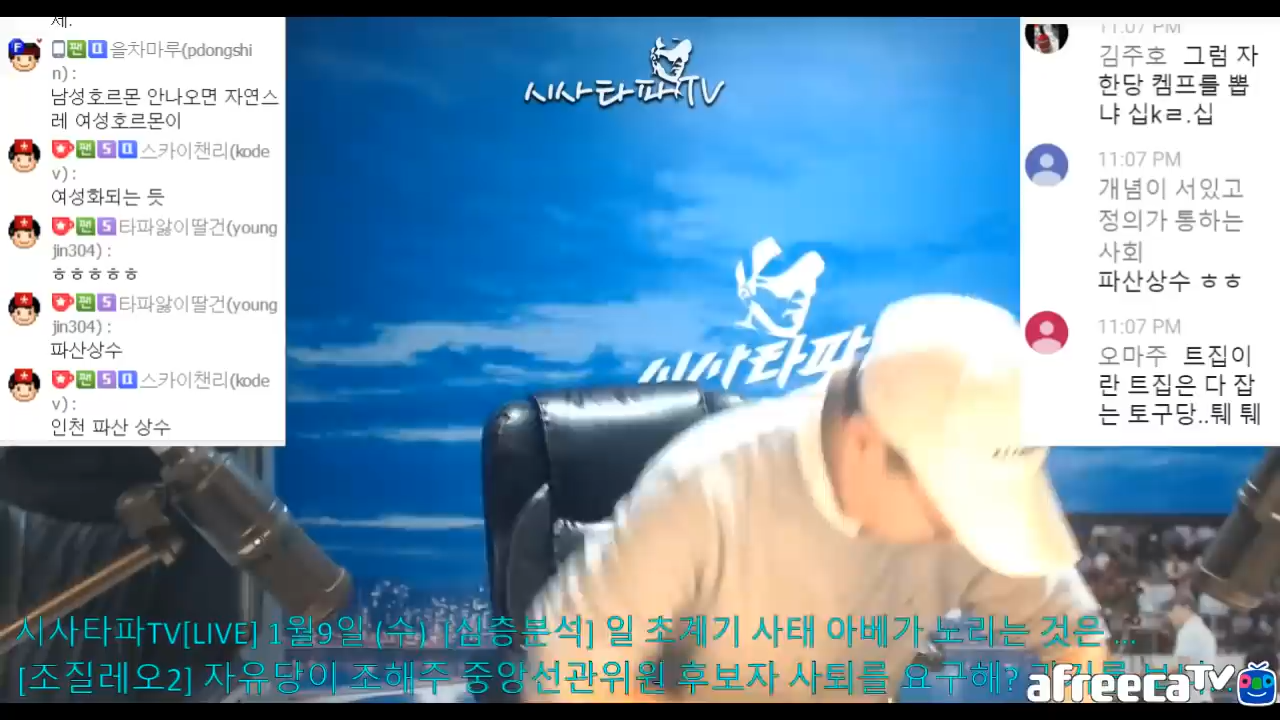 세.
팬 을차마루(pdongshi
n) :
남성호르몬 안나오면 자연스
레 여성호르몬이
팬 S 스카이챈리(kode
v) :
여성화되는 듯
팬 S 타파앓이딸건(young
jin304) :
ㅎㅎㅎㅎㅎ
팬 S 타파앓이딸건(young
jin304) :
파산상수
팬 S 스카이챈리(kode
v) :
인천 파산 상수
시사타파TV
시사타파
11:07 PM
김주호 그럼 자
한당 켐프를 뽑
냐 십kㄹ.십
11:07 PM
개념이 서있고
정의가 통하는
사회
파산상수 ㅎㅎ
11:07 PM
오마주 트집이
란 트집은 다 잡
는 토구당..퉤 퉤
시사타파TV[LIVE] 1월9일 (수) [심층분석] 일 초계기 사태 아베가 노리는 것은 ...
[조질레오2] 자유당이 조해주 중앙선관위원 후보자 사퇴를 요구해?
afreecaTV